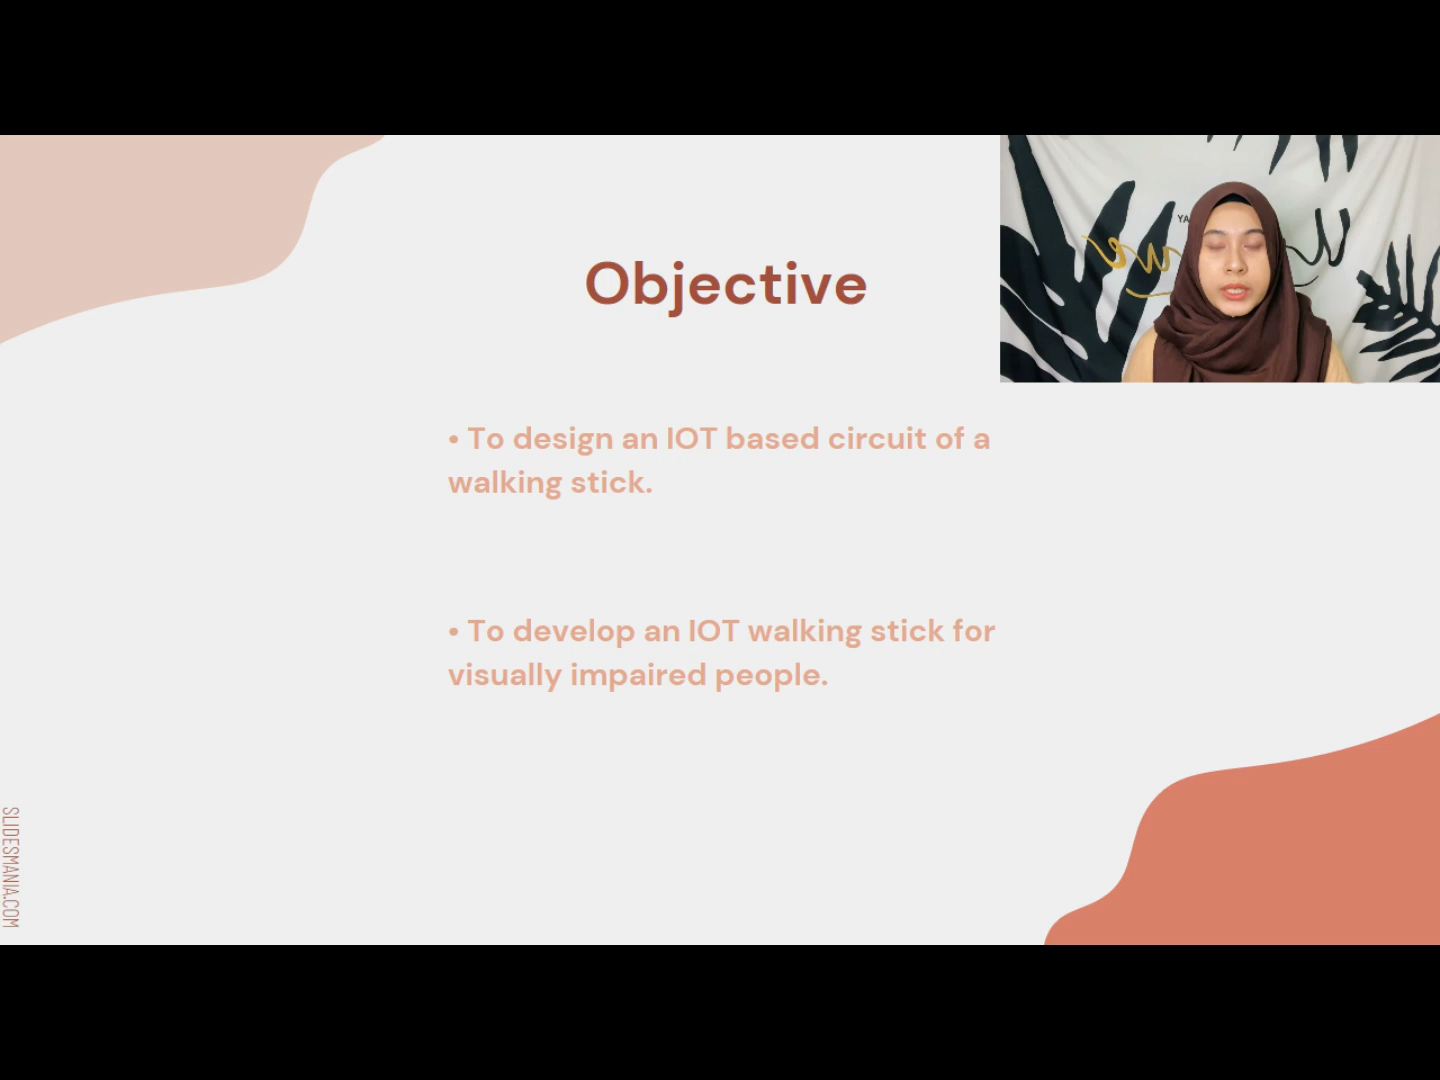 Objective
• To design an IOT based circuit of a
walking stick.
• To develop an IOT walking stick for
visually impaired people.
SLIDESMANIA.COM